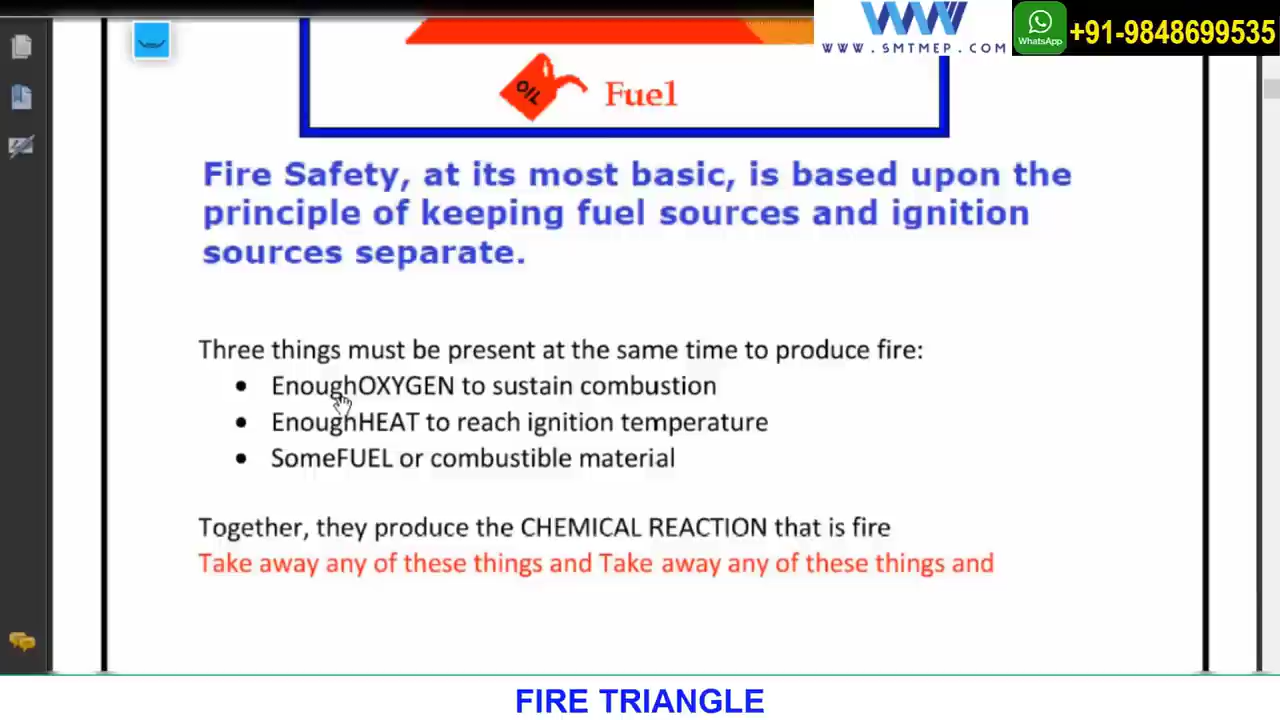 WWW.SMTMEP.COM
WhatsApp
+91-9848699535
OIL
Fuel
Fire Safety, at its most basic, is based upon the
principle of keeping fuel sources and ignition
sources separate.
Three things must be present at the same time to produce fire:
• EnoughOXYGEN to sustain combustion
• EnoughHEAT to reach ignition temperature
• SomeFUEL or combustible material
Together, they produce the CHEMICAL REACTION that is fire
Take away any of these things and Take away any of these things and
FIRE TRIANGLE